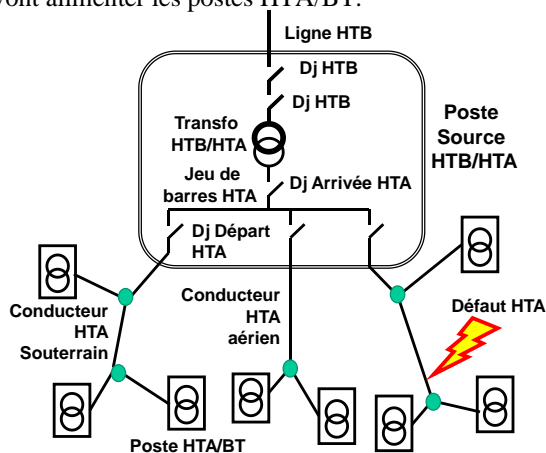 vont alimenter les postes HTA/BT.
Ligne HTB
Dj HTB
Dj HTB
Transfo
HTB/HTA
Poste
Source
HTB/HTA
Jeu de
barres HTA
Dj Arrivée HTA
Dj Départ
HTA
Conducteur
HTA
Souterrain
Conducteur
HTA
aérien
Défaut HTA
Poste HTA/BT